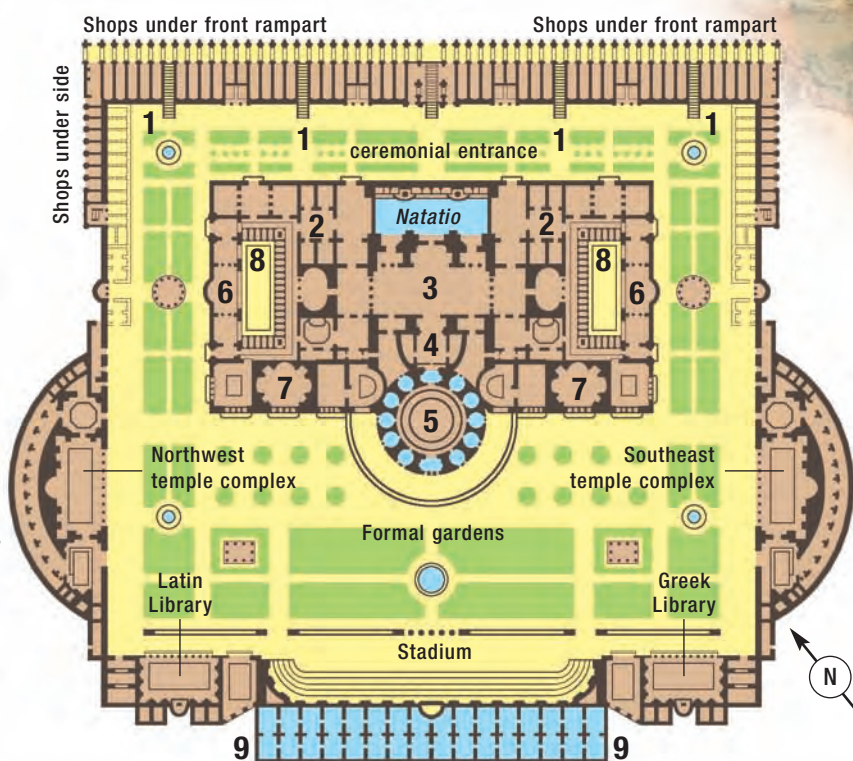 Shops under front rampart
Shops under front rampart
Shops under side
1
1
1
1
ceremonial entrance
2
Natatio
2
8
8
6
3
6
4
7
5
7
Northwest
temple complex
Southeast
temple complex
Formal gardens
Latin
Library
Greek
Library
Stadium
N
9
9